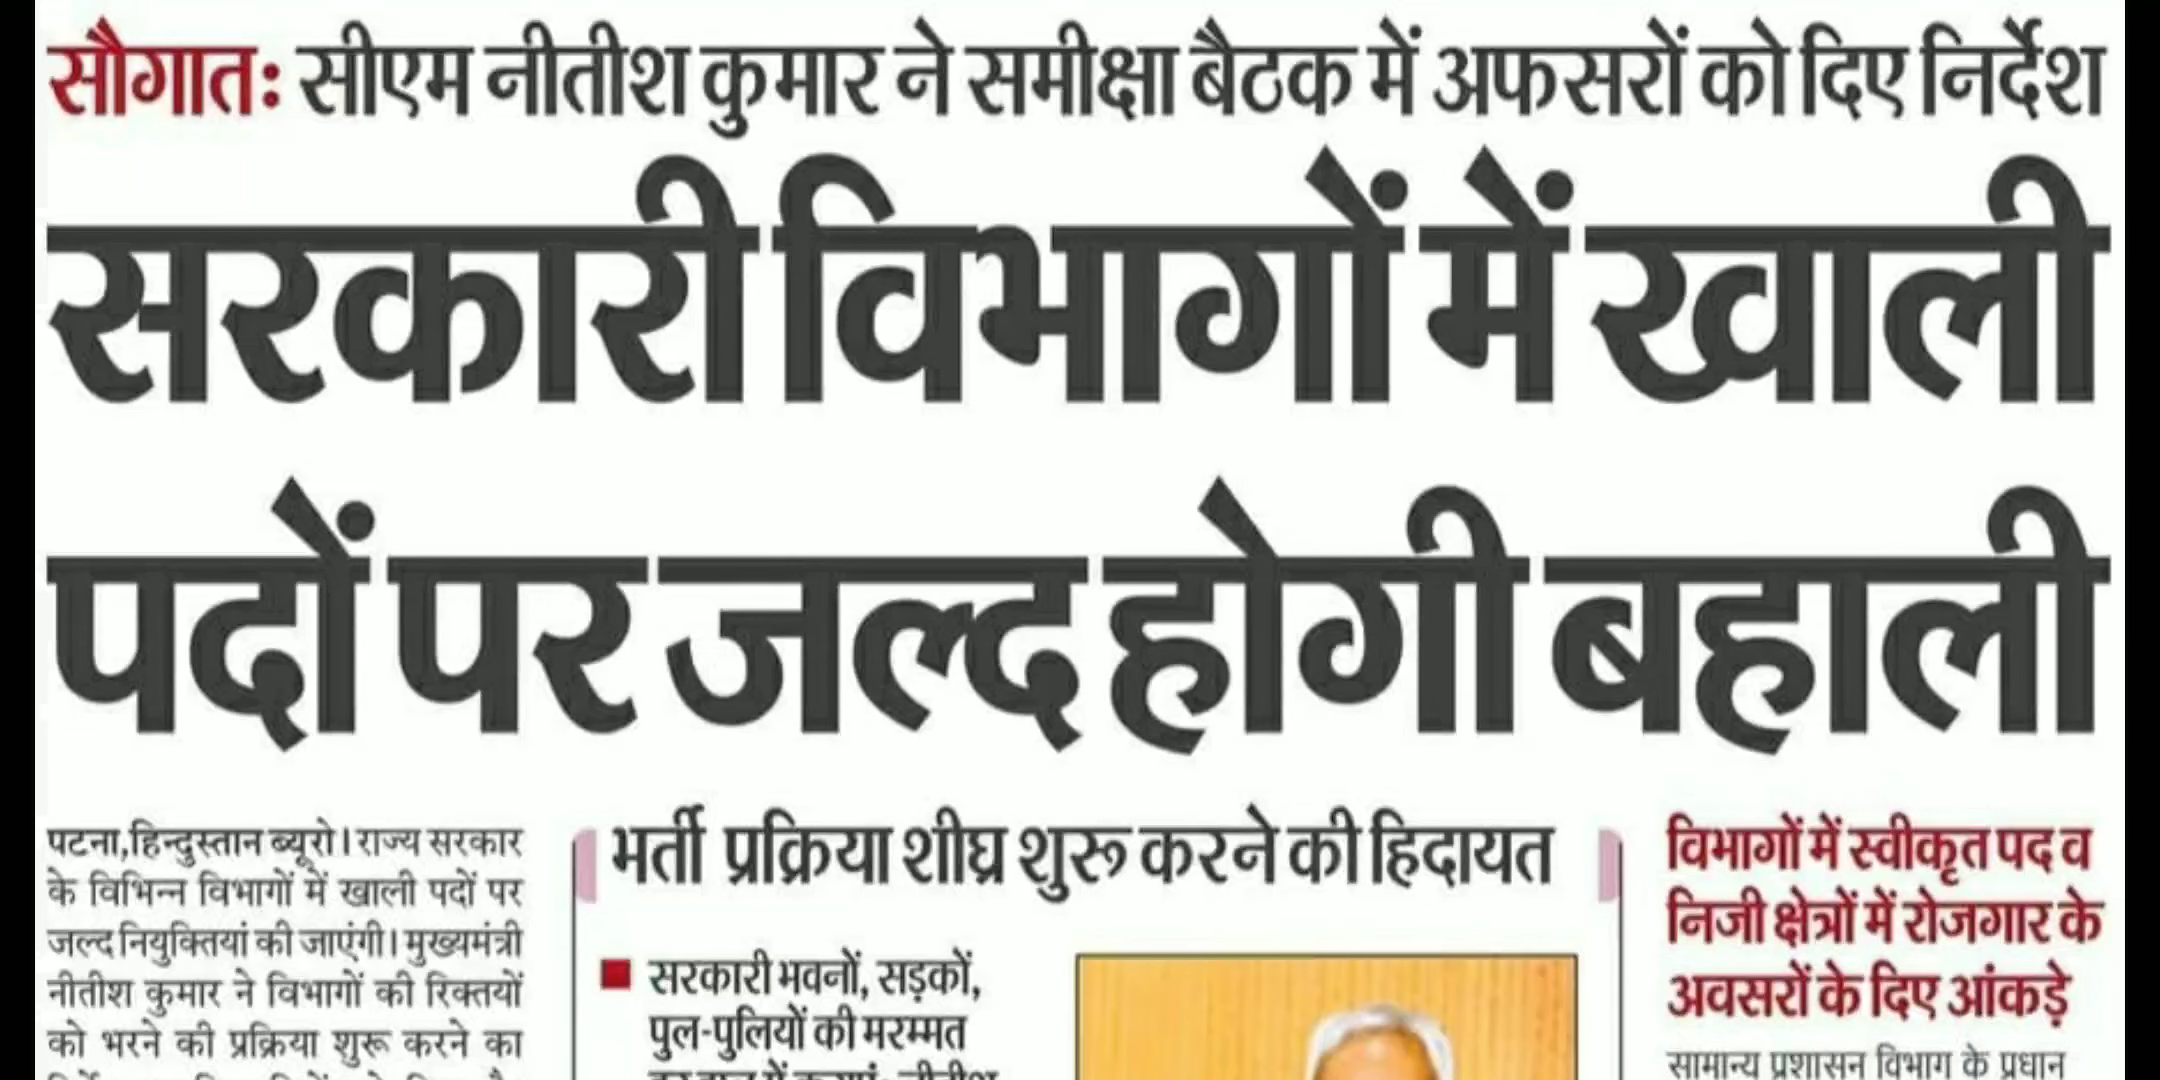 सौगातः सीएम नीतीश कुमार ने समीक्षा बैठक में अफसरों को दिए निर्देश
सरकारी विभागों में खाली
पदों पर जल्द होगी बहाली
पटना,हिन्दुस्तान ब्यूरो। राज्य सरकार
के विभिन्न विभागों में खाली पदों पर
जल्द नियुक्तियां की जाएंगी। मुख्यमंत्री
नीतीश कुमार ने विभागों की रिक्तयों
को भरने की प्रक्रिया शुरू करने का
भर्ती प्रक्रिया शीघ्र शुरू करने की हिदायत
सरकारी भवनों, सड़कों,
पुल-पुलियों की मरम्मत
विभागों में स्वीकृत पद व
निजी क्षेत्रों में रोजगार के
अवसरों के दिए आंकड़े
सामान्य प्रशासन विभाग के प्रधान